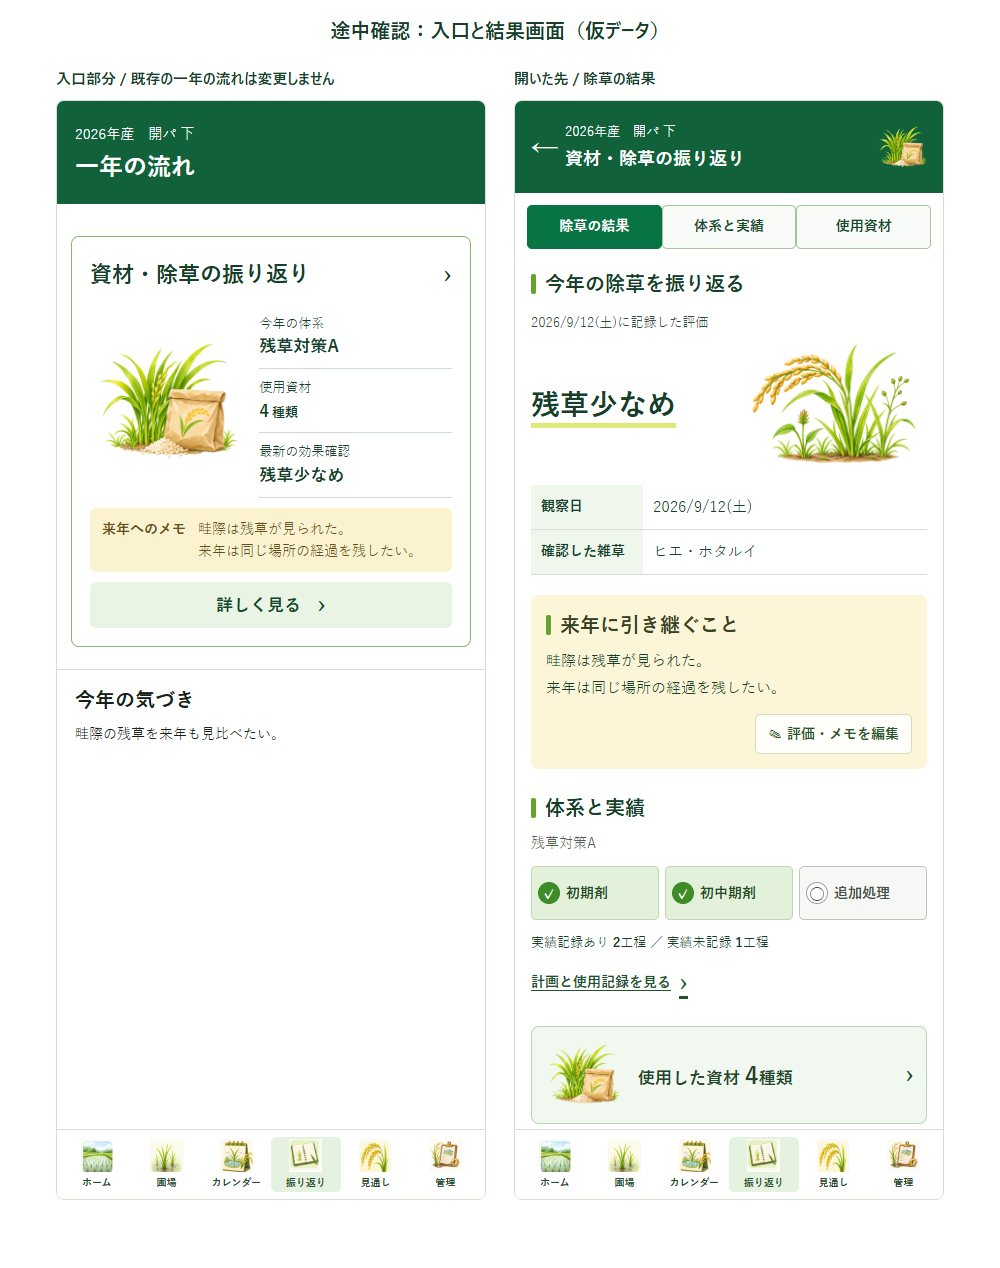 途中確認：入口と結果画面（仮データ）
入口部分 / 既存の一年の流れは変更しません
2026年産　開パ 下
一年の流れ
資材・除草の振り返り ›
今年の体系
残草対策A
使用資材
4 種類
最新の効果確認
残草少なめ
来年へのメモ 畦際は残草が見られた。
来年は同じ場所の経過を残したい。
詳しく見る ›
今年の気づき
畦際の残草を来年も見比べたい。
ホーム 圃場 カレンダー 振り返り 見通し 管理
開いた先 / 除草の結果
← 2026年産　開パ 下
資材・除草の振り返り
除草の結果 体系と実績 使用資材
今年の除草を振り返る
2026/9/12(土)に記録した評価
残草少なめ
観察日 2026/9/12(土)
確認した雑草 ヒエ・ホタルイ
来年に引き継ぐこと
畦際は残草が見られた。
来年は同じ場所の経過を残したい。
✎ 評価・メモを編集
体系と実績
残草対策A
✓ 初期剤 ✓ 初中期剤 ◯ 追加処理
実績記録あり 2工程 ／ 実績未記録 1工程
計画と使用記録を見る ›
使用した資材 4種類 ›
ホーム 圃場 カレンダー 振り返り 見通し 管理